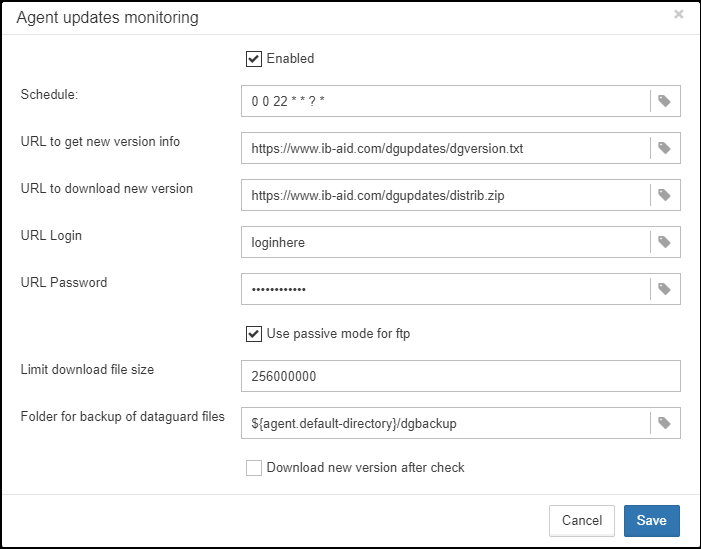 Agent updates monitoring ×
Enabled
Schedule: 0 0 22 * * ? *
URL to get new version info https://www.ib-aid.com/dgupdates/dgversion.txt
URL to download new version https://www.ib-aid.com/dgupdates/distrib.zip
URL Login loginhere
URL Password ••••••••••••
Use passive mode for ftp
Limit download file size 256000000
Folder for backup of dataguard files ${agent.default-directory}/dgbackup
Download new version after check
Cancel Save